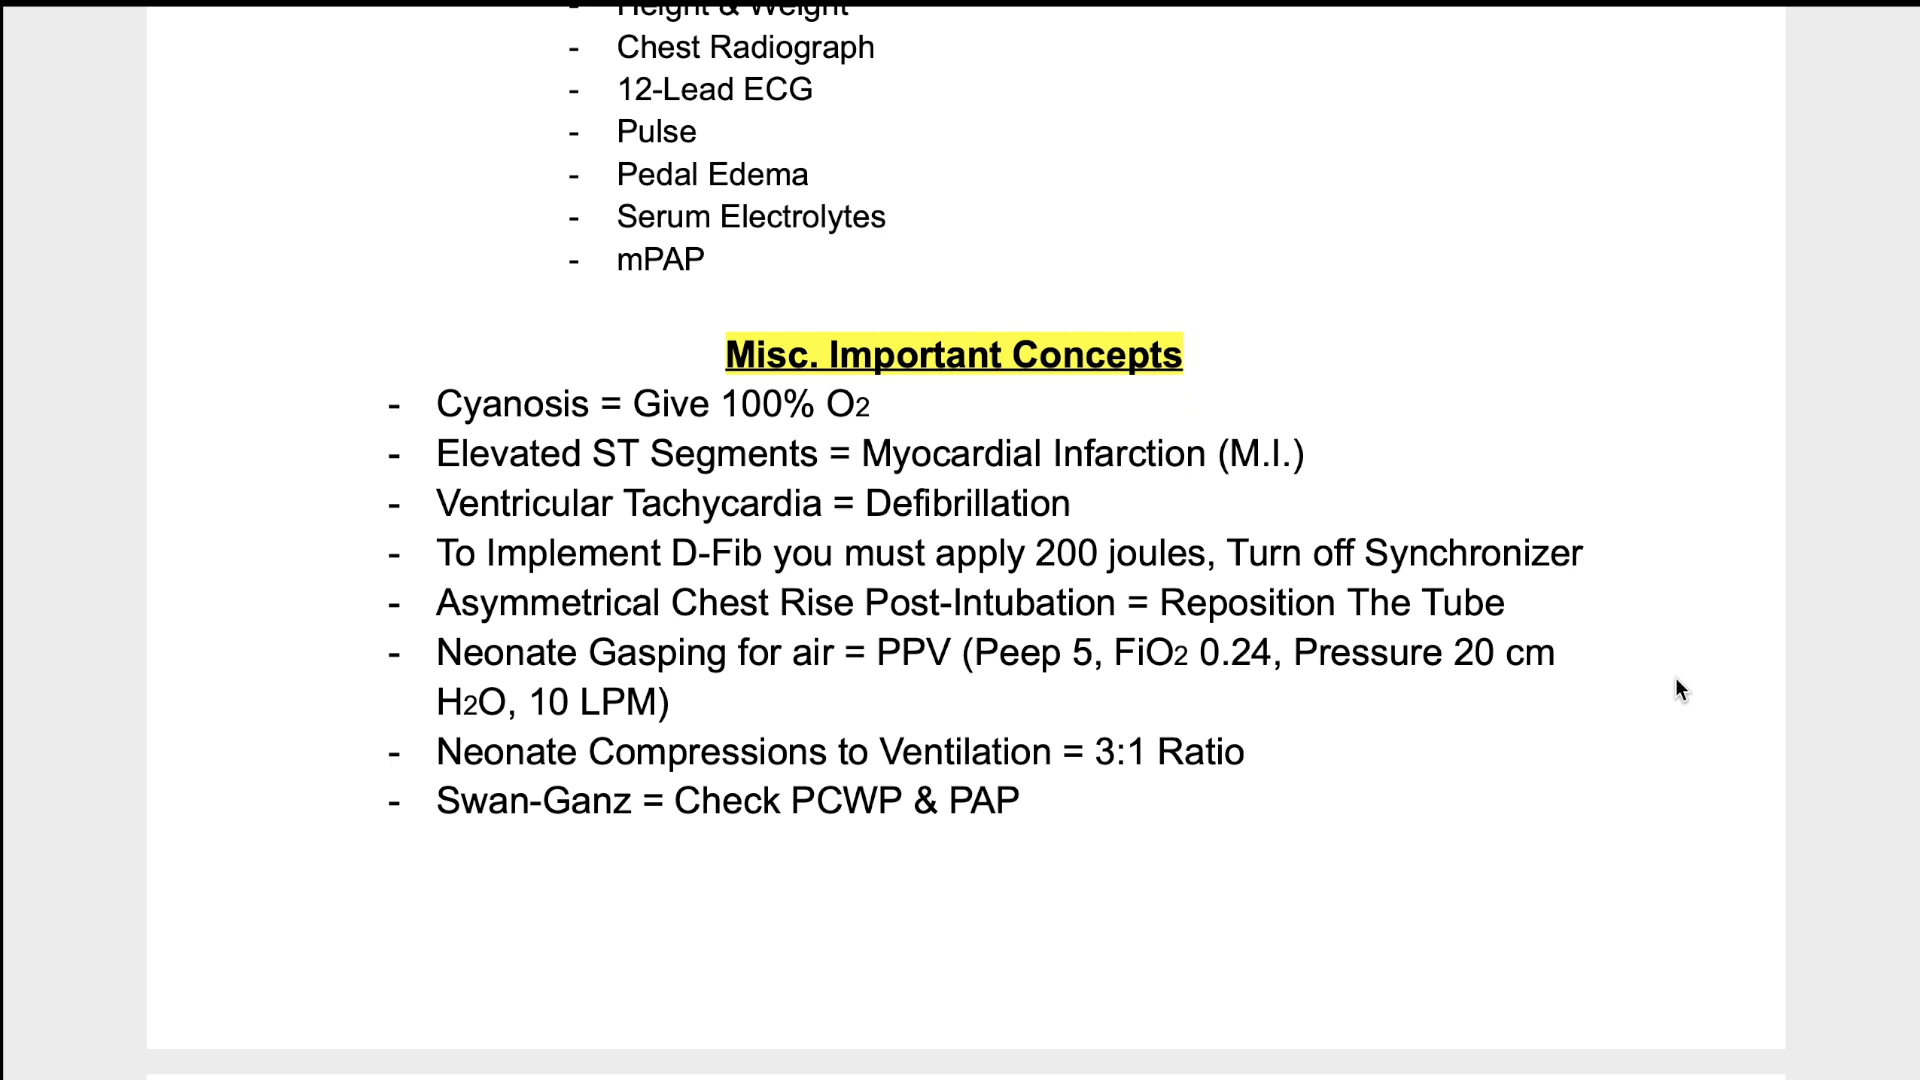 - Height & Weight
- Chest Radiograph
- 12-Lead ECG
- Pulse
- Pedal Edema
- Serum Electrolytes
- mPAP
Misc. Important Concepts
- Cyanosis = Give 100% O2
- Elevated ST Segments = Myocardial Infarction (M.I.)
- Ventricular Tachycardia = Defibrillation
- To Implement D-Fib you must apply 200 joules, Turn off Synchronizer
- Asymmetrical Chest Rise Post-Intubation = Reposition The Tube
- Neonate Gasping for air = PPV (Peep 5, FiO2 0.24, Pressure 20 cm
H2O, 10 LPM)
- Neonate Compressions to Ventilation = 3:1 Ratio
- Swan-Ganz = Check PCWP & PAP